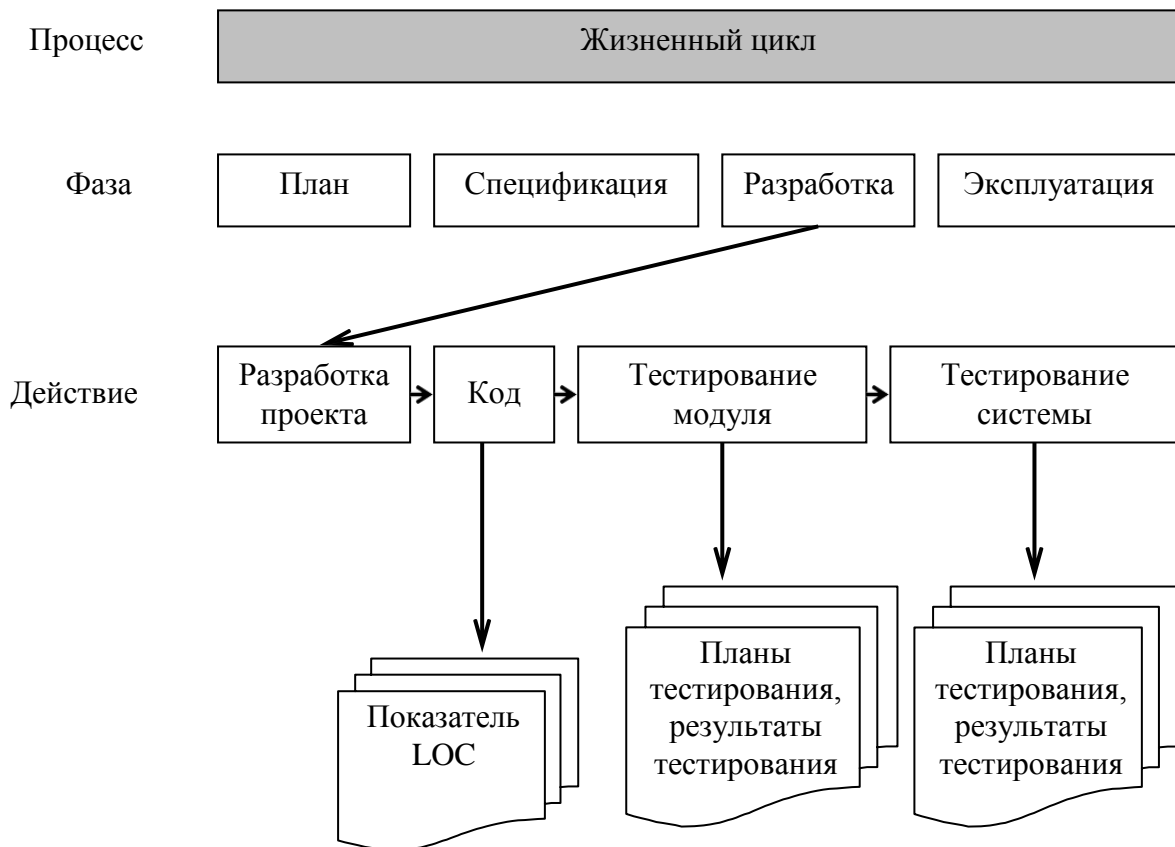 Процесс
Жизненный цикл
Фаза
План
Спецификация
Разработка
Эксплуатация
Действие
Разработка
проекта
Код
Тестирование
модуля
Тестирование
системы
Показатель
LOC
Планы
тестирования,
результаты
тестирования
Планы
тестирования,
результаты
тестирования